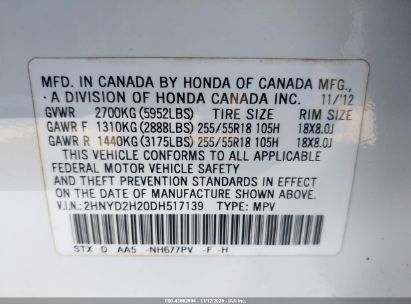 MFD. IN CANADA BY HONDA OF CANADA MFG.,
A DIVISION OF HONDA CANADA INC. 11/'12
GVWR 2700KG (5952LBS) TIRE SIZE RIM SIZE
GAWR F 1310KG (2888LBS) 255/55R18 105H 18X8.0J
GAWR R 1440KG (3175LBS) 255/55R18 105H 18X8.0J
THIS VEHICLE CONFORMS TO ALL APPLICABLE
FEDERAL MOTOR VEHICLE SAFETY
STANDARDS IN EFFECT
ON THE DATE OF MANUFACTURE SHOWN ABOVE.
V.I.N.: 2HNYD2H20DH517139 TYPE: MPV
STX D AA5 -NH677PV -F -H